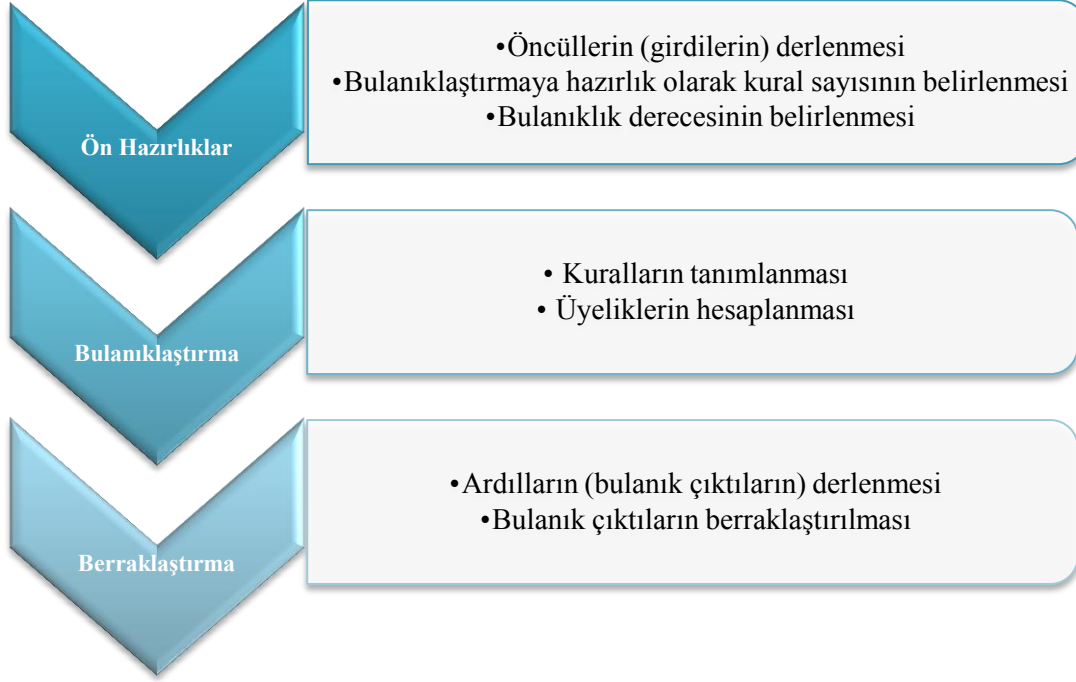 Ön Hazırlıklar
•Öncüllerin (girdilerin) derlenmesi
•Bulanıklaştırmaya hazırlık olarak kural sayısının belirlenmesi
•Bulanıklık derecesinin belirlenmesi
Bulanıklaştırma
• Kuralların tanımlanması
• Üyeliklerin hesaplanması
Berraklaştırma
•Ardılların (bulanık çıktıların) derlenmesi
•Bulanık çıktıların berraklaştırılması